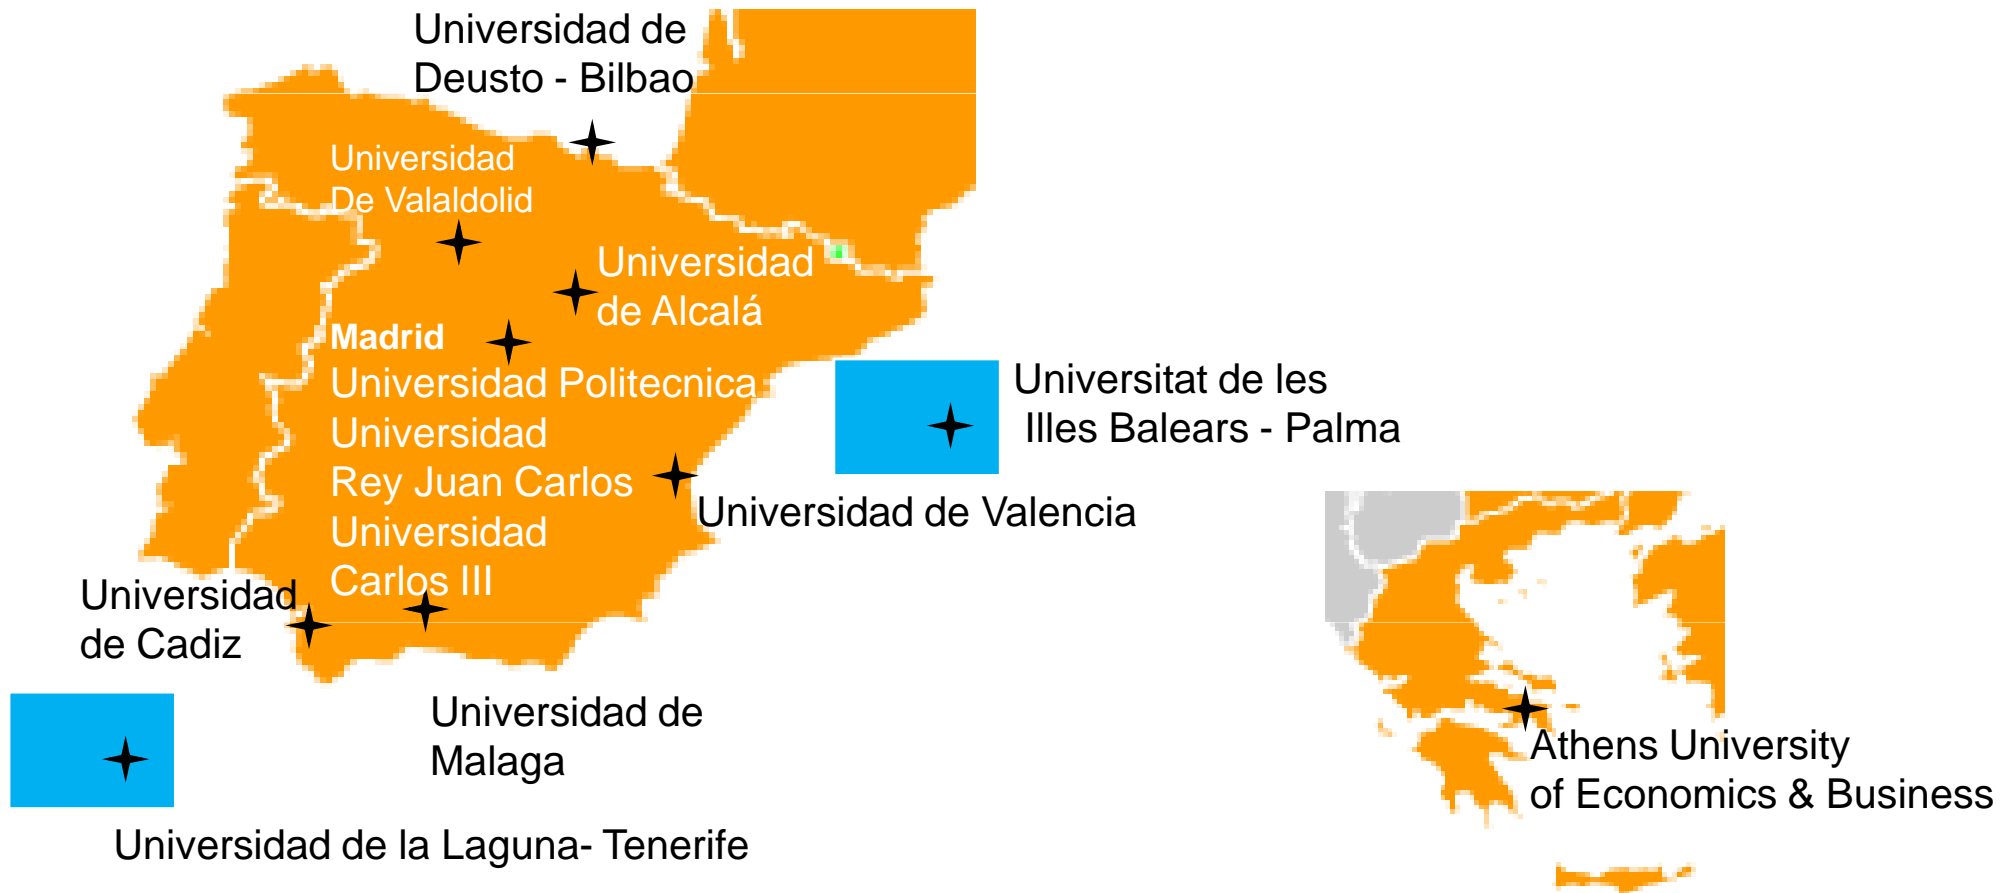 Universidad de
Deusto - Bilbao
Universidad
De Valaldolid
Universidad
de Alcalá
Madrid
Universidad Politecnica
Universidad
Rey Juan Carlos
Universidad
Carlos III
Universitat de les
Illes Balears - Palma
Universidad de Valencia
Universidad
de Cadiz
Universidad de
Malaga
Universidad de la Laguna- Tenerife
Athens University
of Economics & Business